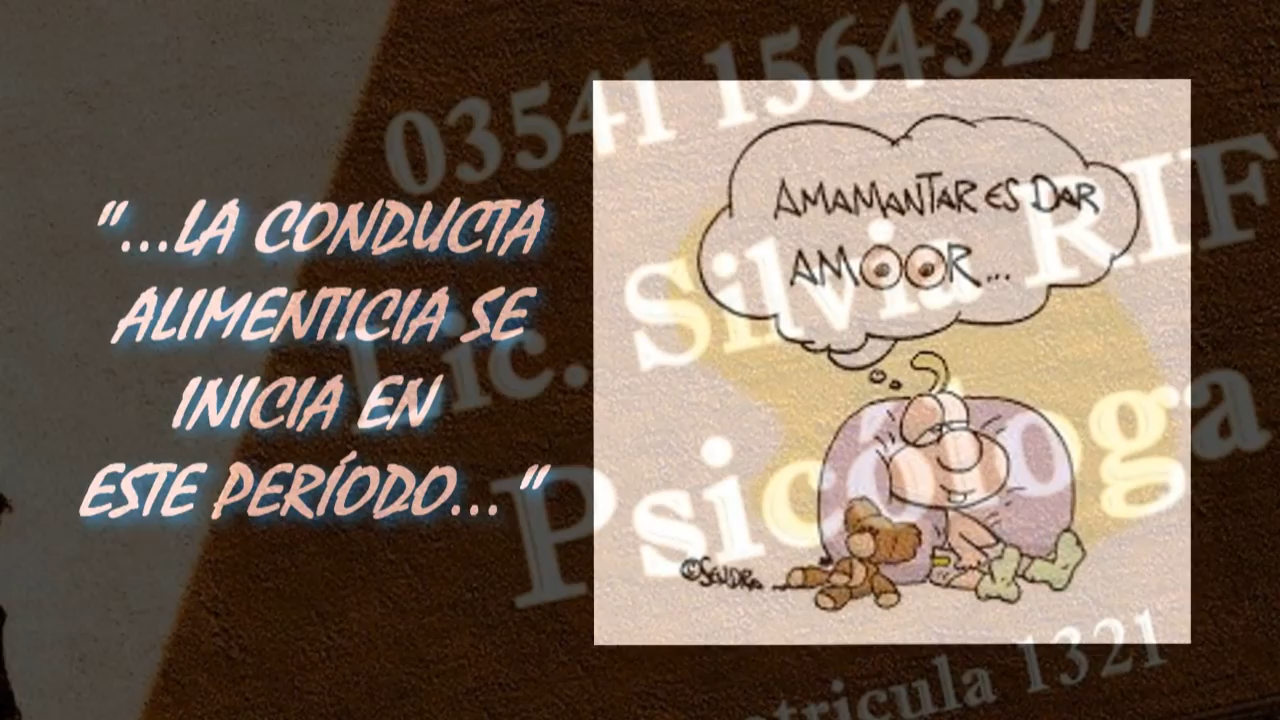 "...LA CONDUCTA
ALIMENTICIA SE
INICIA EN
ESTE PERÍODO... "
AMAMANTAR ES DAR
AMOOR...
©SENDRA
03541 15643277
Lic. Silvia RIF
Psicóloga
atricula 1321